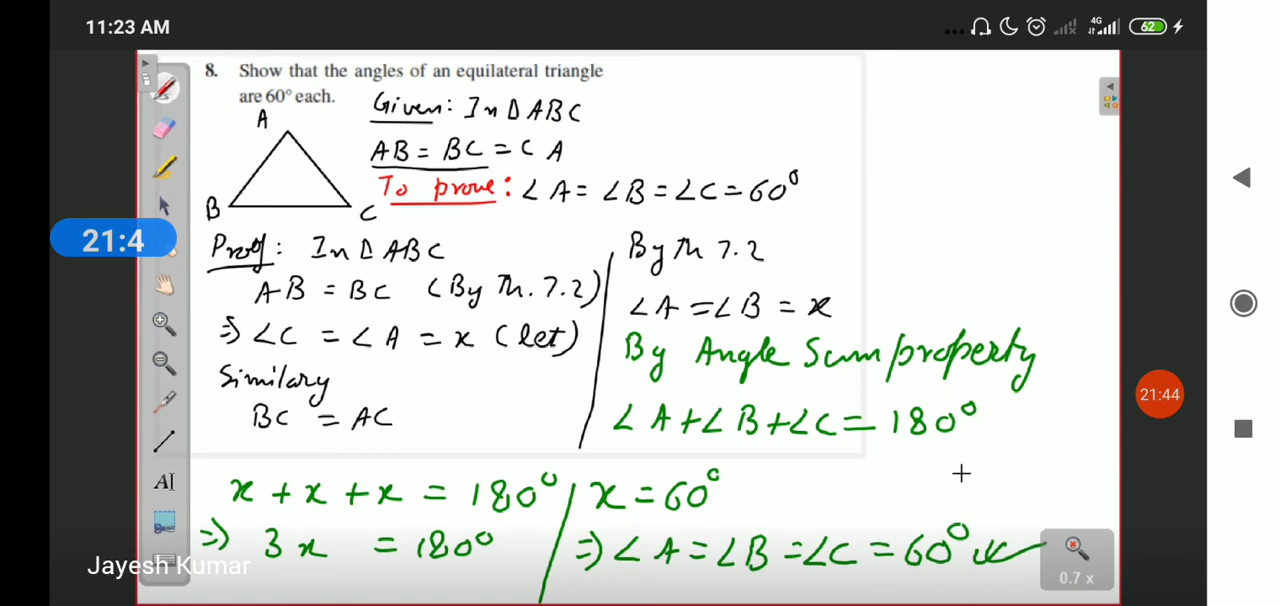 11:23 AM
4G
62
8. Show that the angles of an equilateral triangle
are 60° each.
Given: In Δ ABC
AB = BC = CA
To prove: ∠A = ∠B = ∠C = 60°
A
B
C
21:4
Proof: In Δ ABC
AB = BC (By Th. 7.2)
⇒ ∠C = ∠A = x (let)
Similary
BC = AC
By Th 7.2
∠A = ∠B = x
By Angle Sum property
∠A + ∠B + ∠C = 180°
x + x + x = 180°
⇒ 3x = 180°
x = 60°
⇒ ∠A = ∠B = ∠C = 60°
21:44
A
Jayesh Kumar
0.7 x